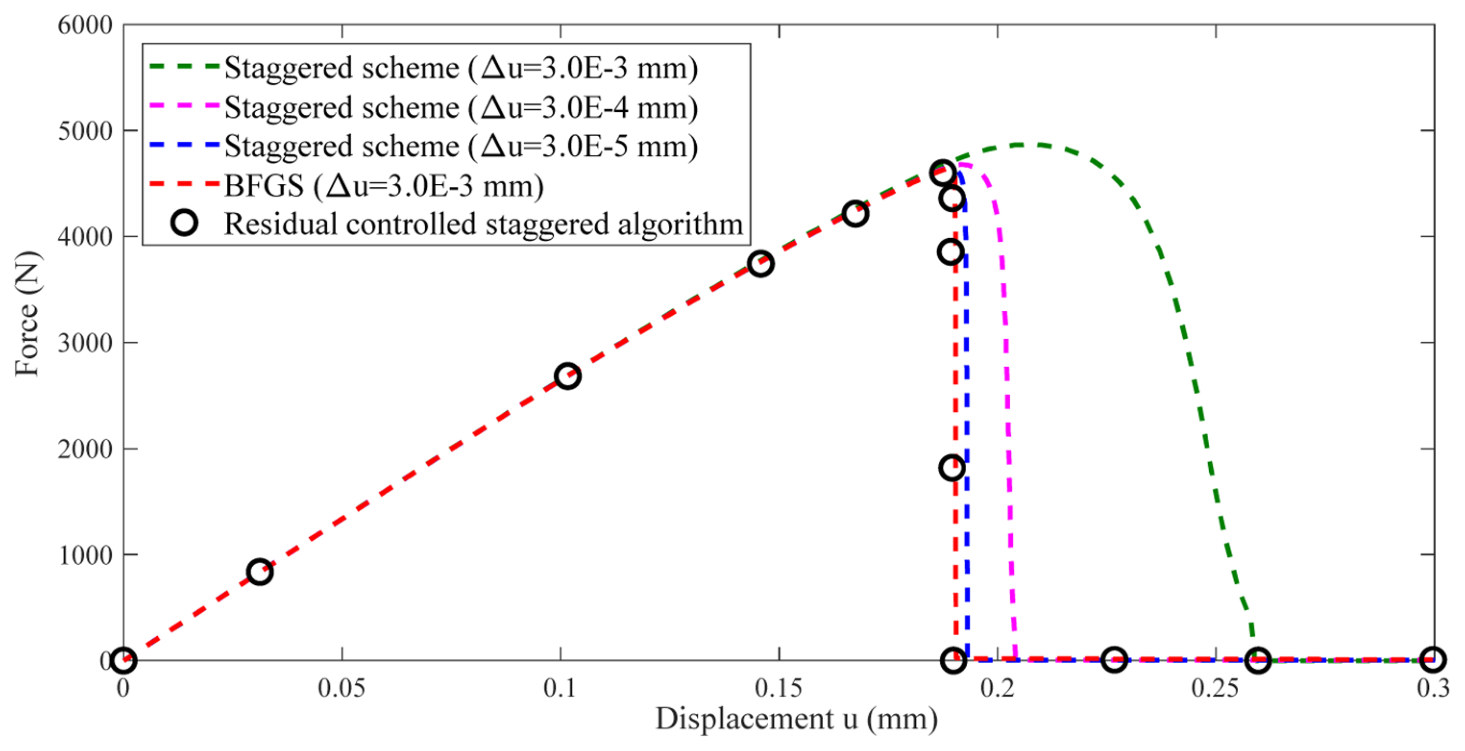 6000
5000
4000
3000
2000
1000
0
Force (N)
Staggered scheme (Δu=3.0E-3 mm)
Staggered scheme (Δu=3.0E-4 mm)
Staggered scheme (Δu=3.0E-5 mm)
BFGS (Δu=3.0E-3 mm)
Residual controlled staggered algorithm
0 0.05 0.1 0.15 0.2 0.25 0.3
Displacement u (mm)